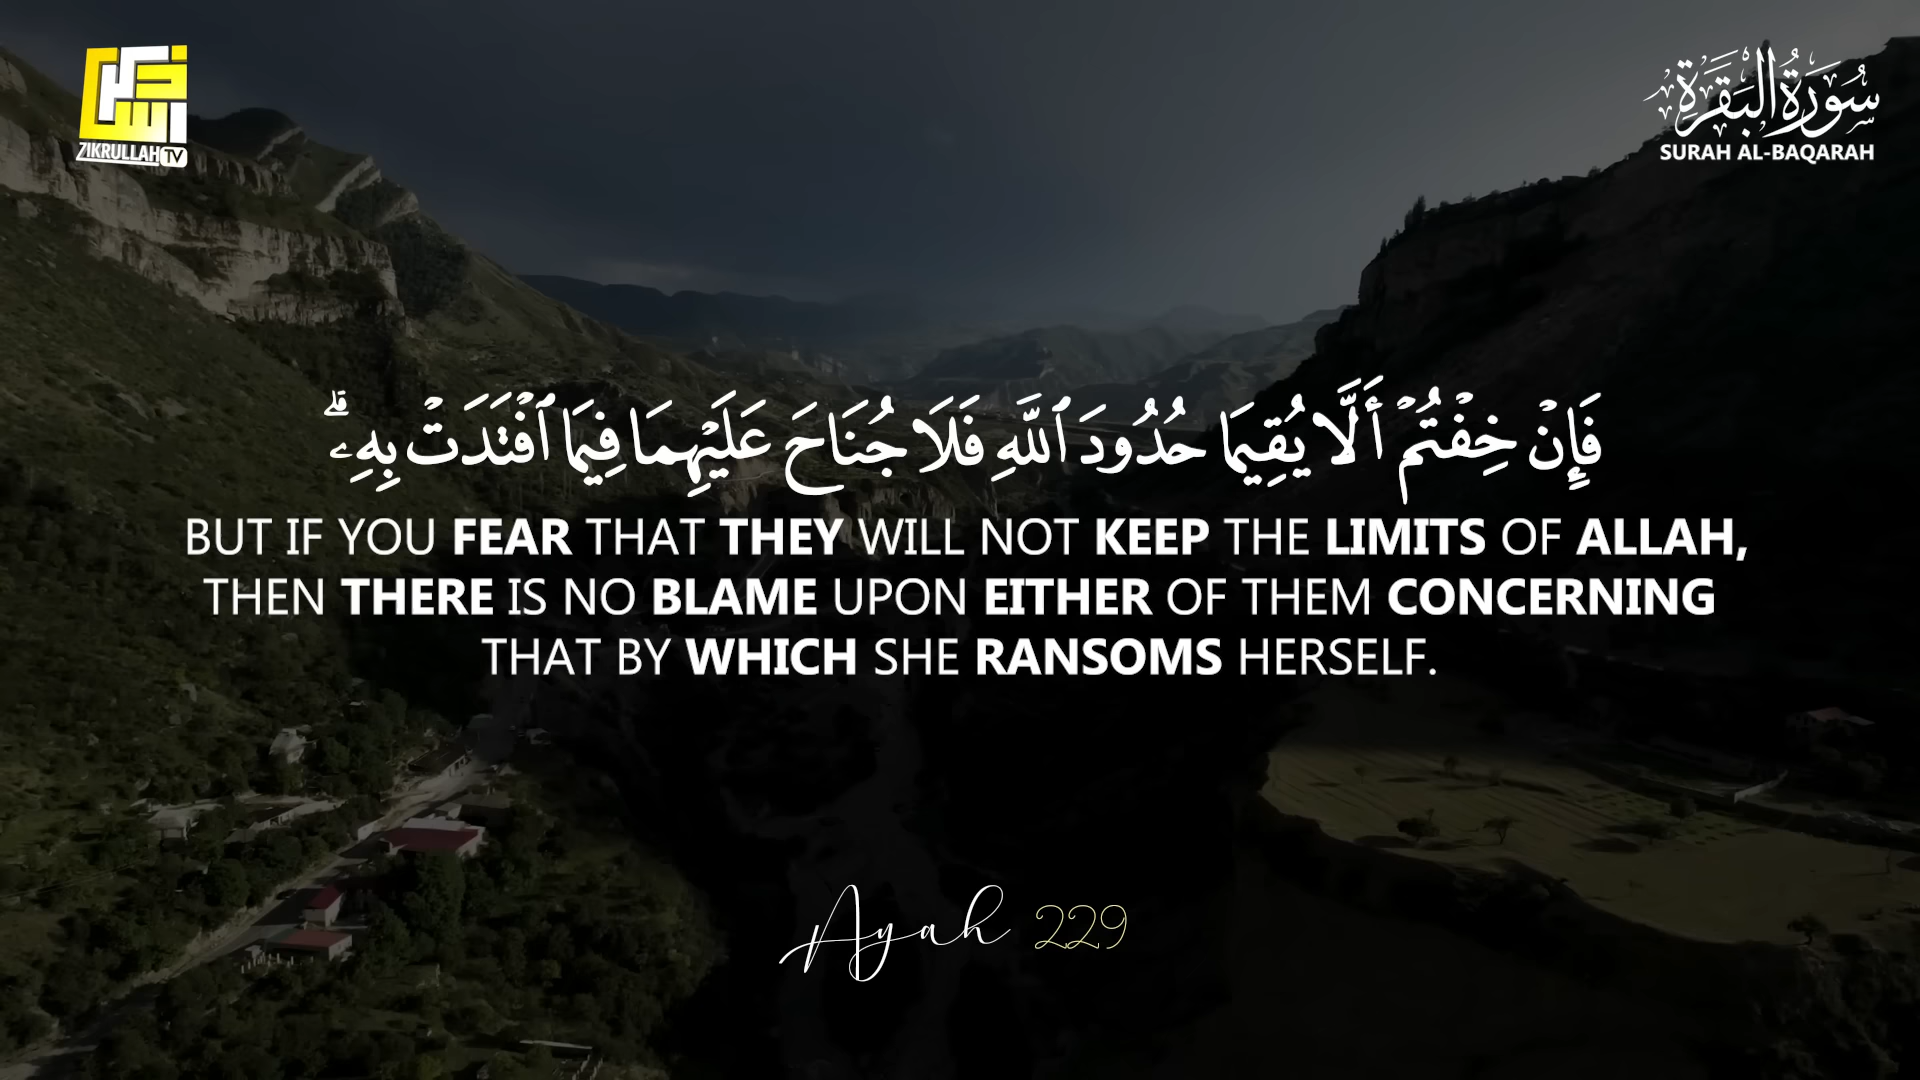 ذكر الله
ZIKRULLAH TV
سُورَةُ البَقَرَةِ
SURAH AL-BAQARAH
فَإِنْ خِفْتُمْ أَلَّا يُقِيمَا حُدُودَ ٱللَّهِ فَلَا جُنَاحَ عَلَيْهِمَا فِيمَا ٱفْتَدَتْ بِهِۦ ۗ
BUT IF YOU FEAR THAT THEY WILL NOT KEEP THE LIMITS OF ALLAH,
THEN THERE IS NO BLAME UPON EITHER OF THEM CONCERNING
THAT BY WHICH SHE RANSOMS HERSELF.
Ayah 229